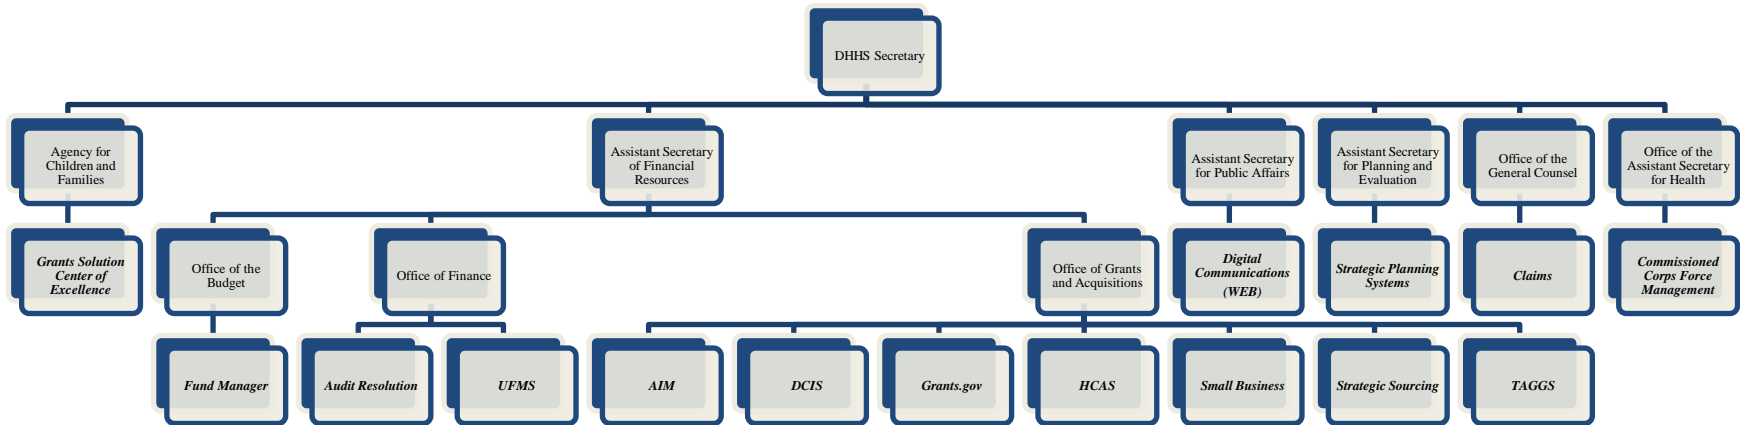 DHHS Secretary
Agency for
Children and
Families
Assistant Secretary
of Financial
Resources
Assistant Secretary
for Public Affairs
Assistant Secretary
for Planning and
Evaluation
Office of the
General Counsel
Office of the
Assistant Secretary
for Health
Grants Solution
Center of
Excellence
Office of the
Budget
Office of Finance
Office of Grants
and Acquisitions
Digital
Communications
(WEB)
Strategic Planning
Systems
Claims
Commissioned
Corps Force
Management
Fund Manager
Audit Resolution
UFMS
AIM
DCIS
Grants.gov
HCAS
Small Business
Strategic Sourcing
TAGGS